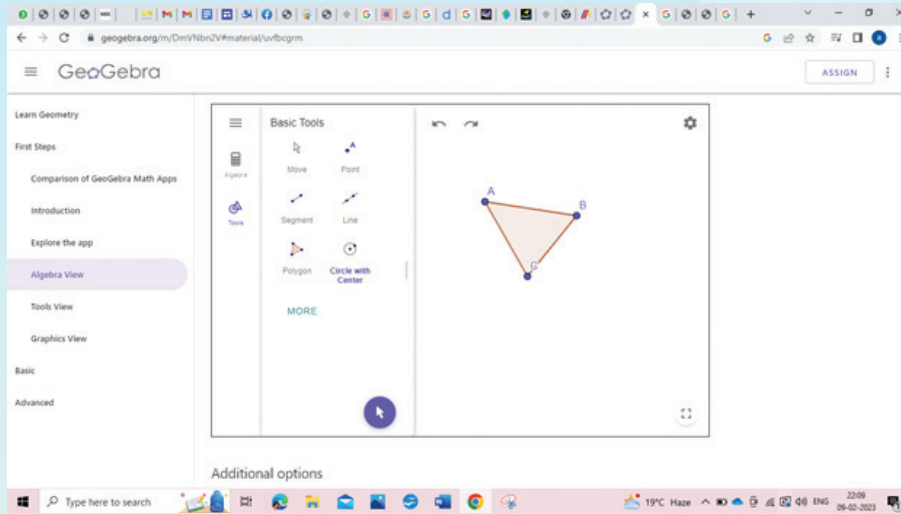 geogebra.org/m/DmVNbn2V#material/uvfbcgrm
GeoGebra
ASSIGN
Learn Geometry
First Steps
Comparison of GeoGebra Math Apps
Introduction
Explore the app
Algebra View
Tools View
Graphics View
Basic
Advanced
Algebra
Tools
Basic Tools
Move
Point
Segment
Line
Polygon
Circle with
Center
MORE
A
B
C
Additional options
Type here to search
19°C Haze
ENG
22:09
09-02-2023